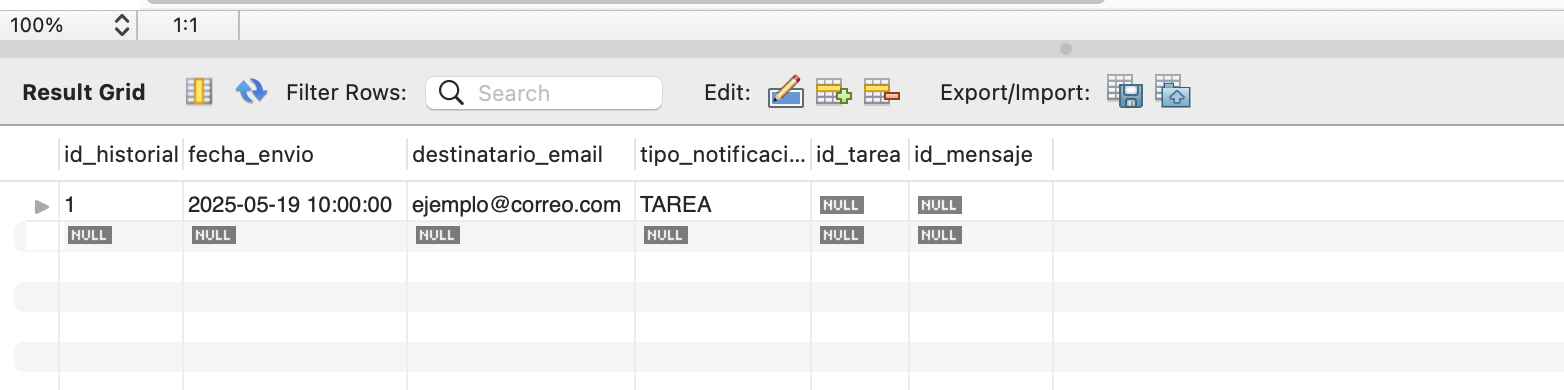 100% 1:1
Result Grid Filter Rows: Search Edit: Export/Import:
id_historial fecha_envio destinatario_email tipo_notificaci... id_tarea id_mensaje
1 2025-05-19 10:00:00 ejemplo@correo.com TAREA NULL NULL
NULL NULL NULL NULL NULL NULL